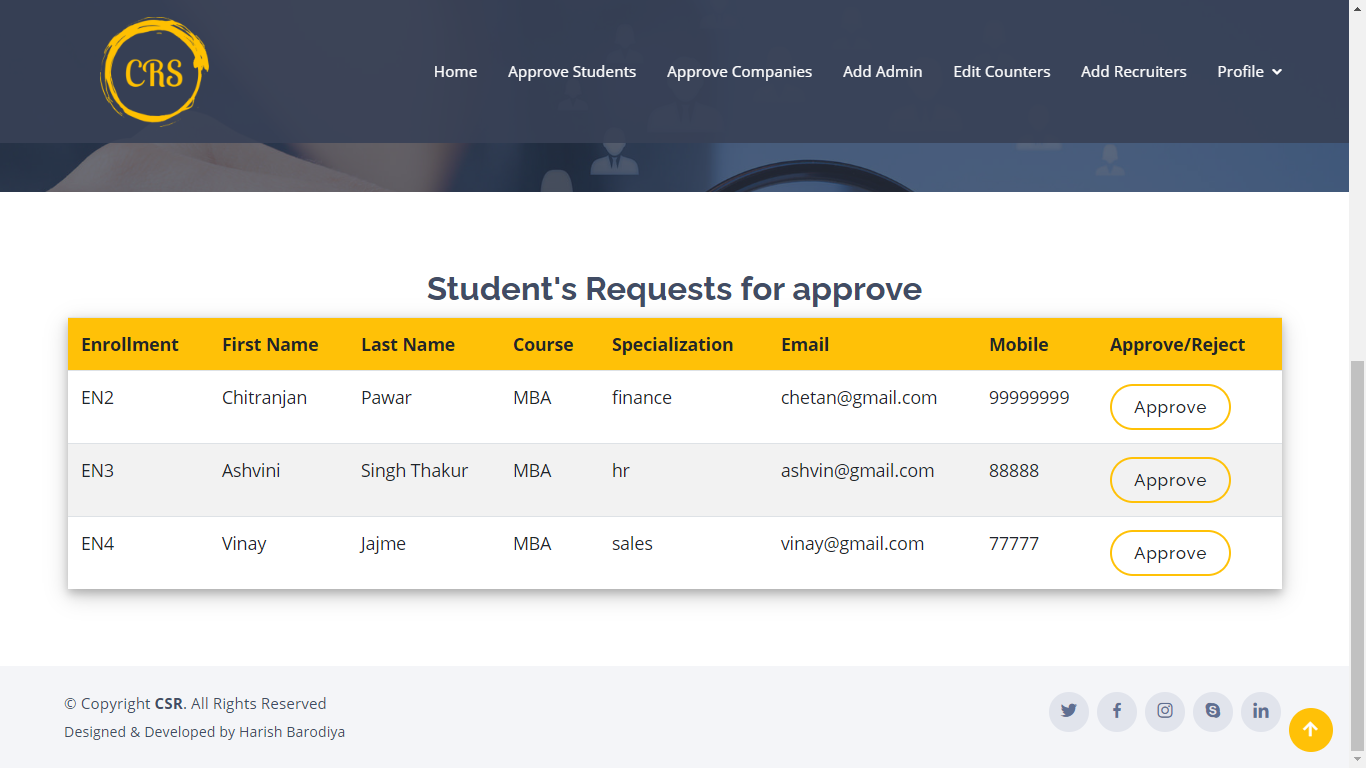 CRS
Home Approve Students Approve Companies Add Admin Edit Counters Add Recruiters Profile
Student's Requests for approve
Enrollment First Name Last Name Course Specialization Email Mobile Approve/Reject
EN2 Chitranjan Pawar MBA finance chetan@gmail.com 99999999 Approve
EN3 Ashvini Singh Thakur MBA hr ashvin@gmail.com 88888 Approve
EN4 Vinay Jajme MBA sales vinay@gmail.com 77777 Approve
© Copyright CSR. All Rights Reserved
Designed & Developed by Harish Barodiya